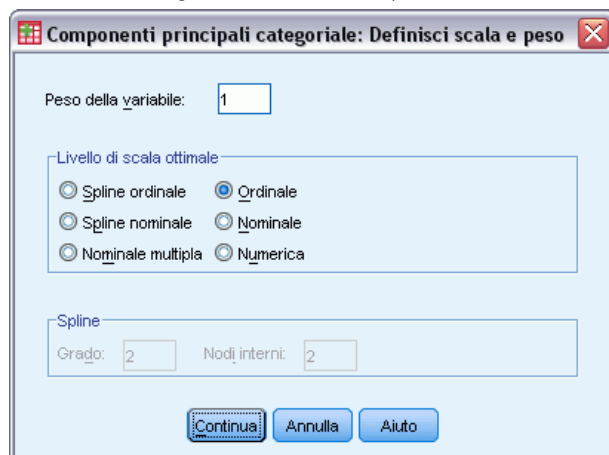 Componenti principali categoriale: Definisci scala e peso
Peso della variabile: 1
Livello di scala ottimale
Spline ordinale Ordinale
Spline nominale Nominale
Nominale multipla Numerica
Spline
Grado: 2 Nodi interni: 2
Continua Annulla Aiuto